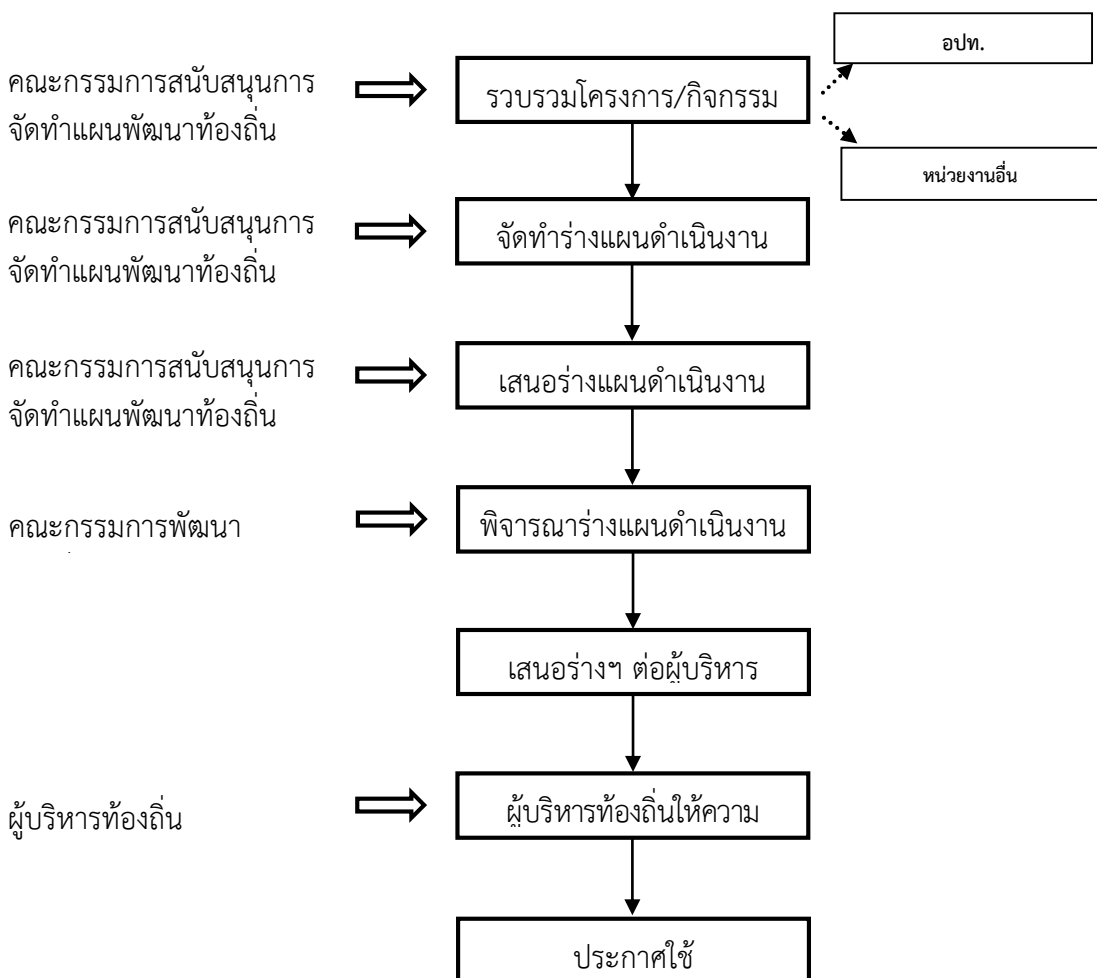 อปท.
คณะกรรมการสนับสนุนการ
จัดทำแผนพัฒนาท้องถิ่น
รวบรวมโครงการ/กิจกรรม
หน่วยงานอื่น
คณะกรรมการสนับสนุนการ
จัดทำแผนพัฒนาท้องถิ่น
จัดทำร่างแผนดำเนินงาน
คณะกรรมการสนับสนุนการ
จัดทำแผนพัฒนาท้องถิ่น
เสนอร่างแผนดำเนินงาน
คณะกรรมการพัฒนา
พิจารณาร่างแผนดำเนินงาน
เสนอร่างฯ ต่อผู้บริหาร
ผู้บริหารท้องถิ่น
ผู้บริหารท้องถิ่นให้ความ
ประกาศใช้